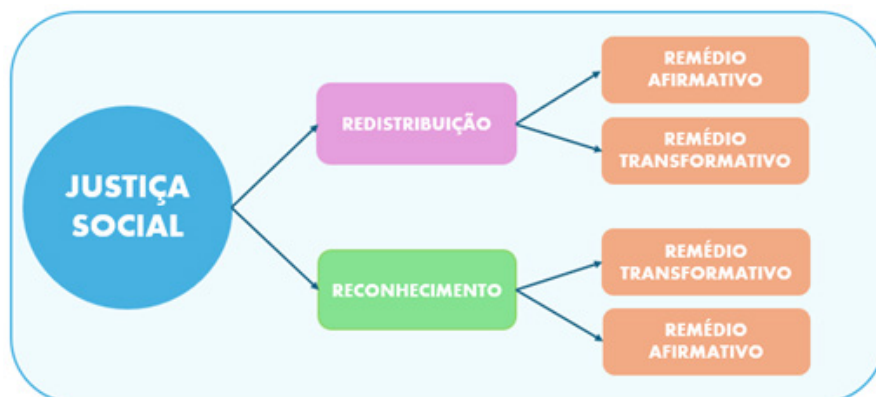 JUSTIÇA
SOCIAL
REDISTRIBUIÇÃO
REMÉDIO
AFIRMATIVO
REMÉDIO
TRANSFORMATIVO
RECONHECIMENTO
REMÉDIO
TRANSFORMATIVO
REMÉDIO
AFIRMATIVO